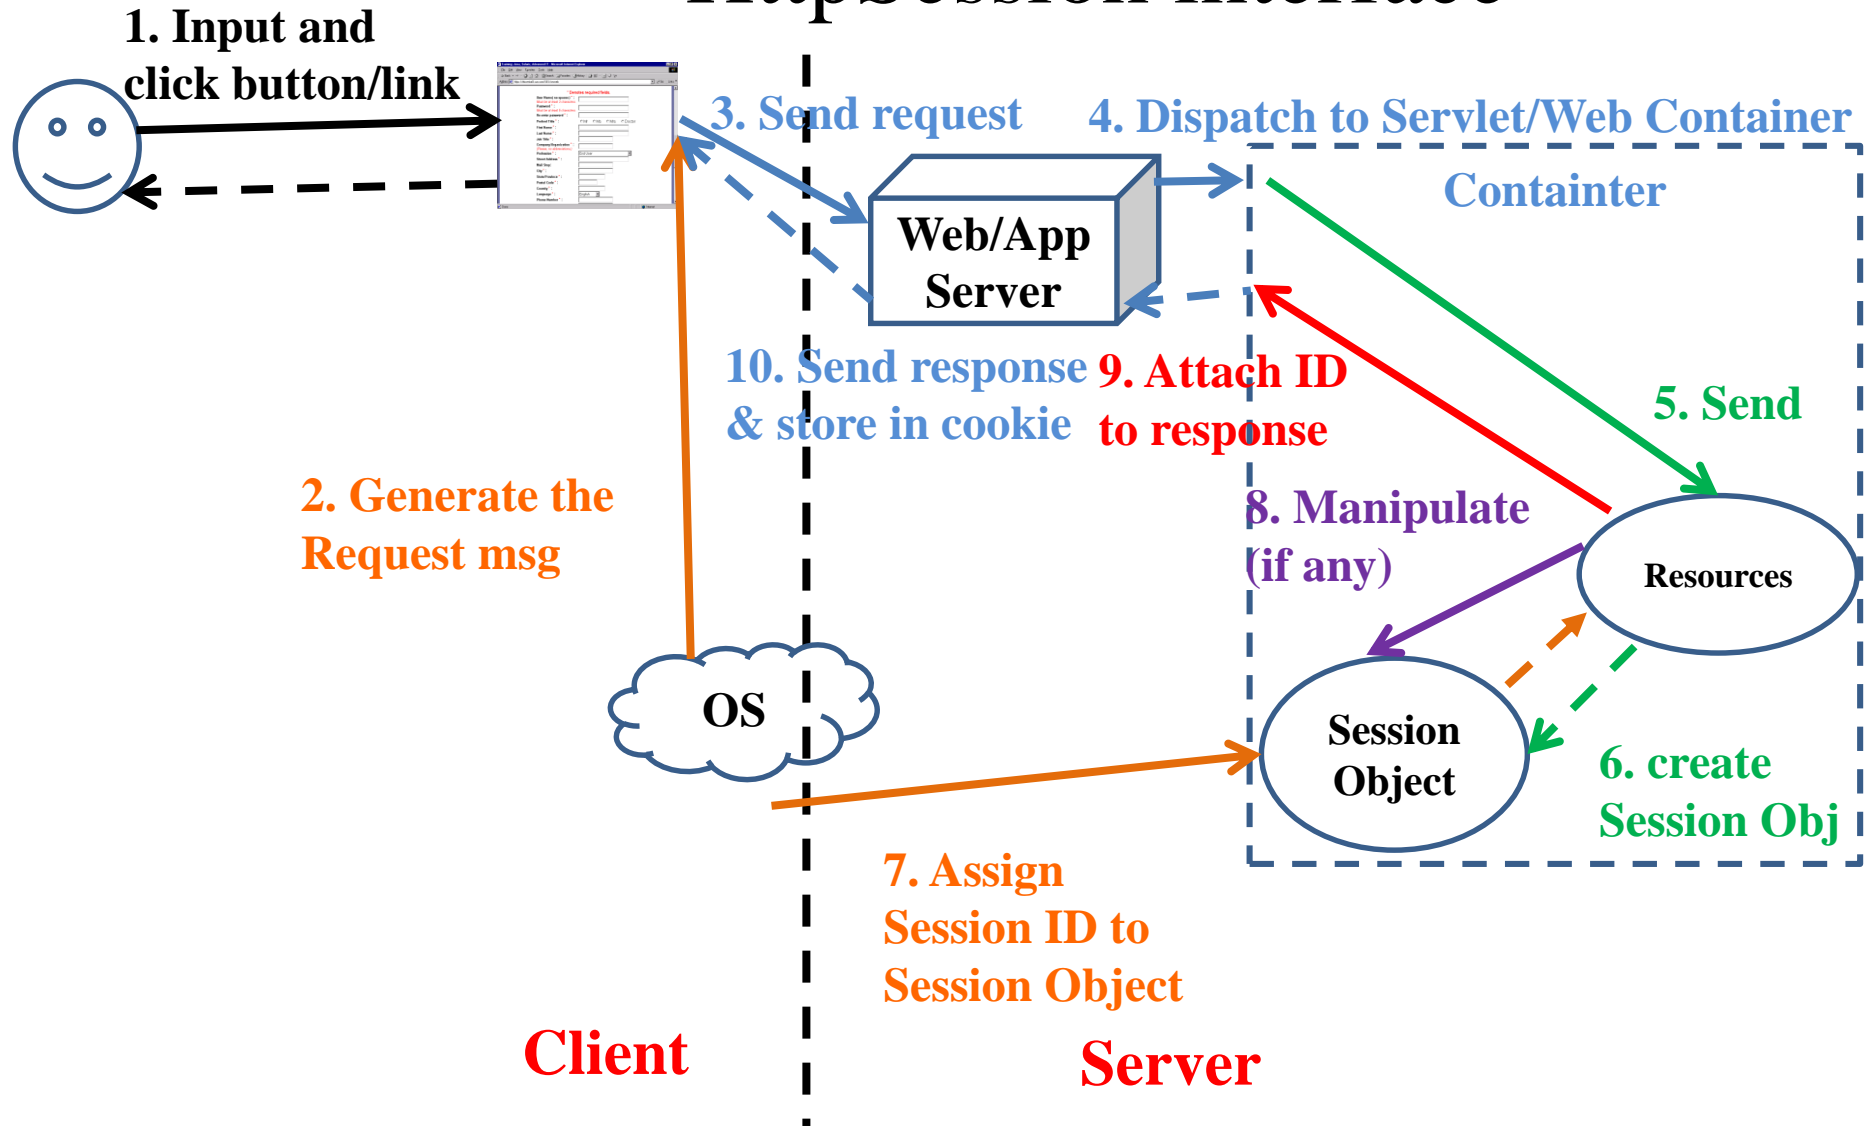 HttpSession interface
1. Input and
click button/link
3. Send request
4. Dispatch to Servlet/Web Container
Containter
Web/App
Server
10. Send response
& store in cookie
9. Attach ID
to response
5. Send
2. Generate the
Request msg
8. Manipulate
(if any)
Resources
OS
Session
Object
6. create
Session Obj
7. Assign
Session ID to
Session Object
Client
Server